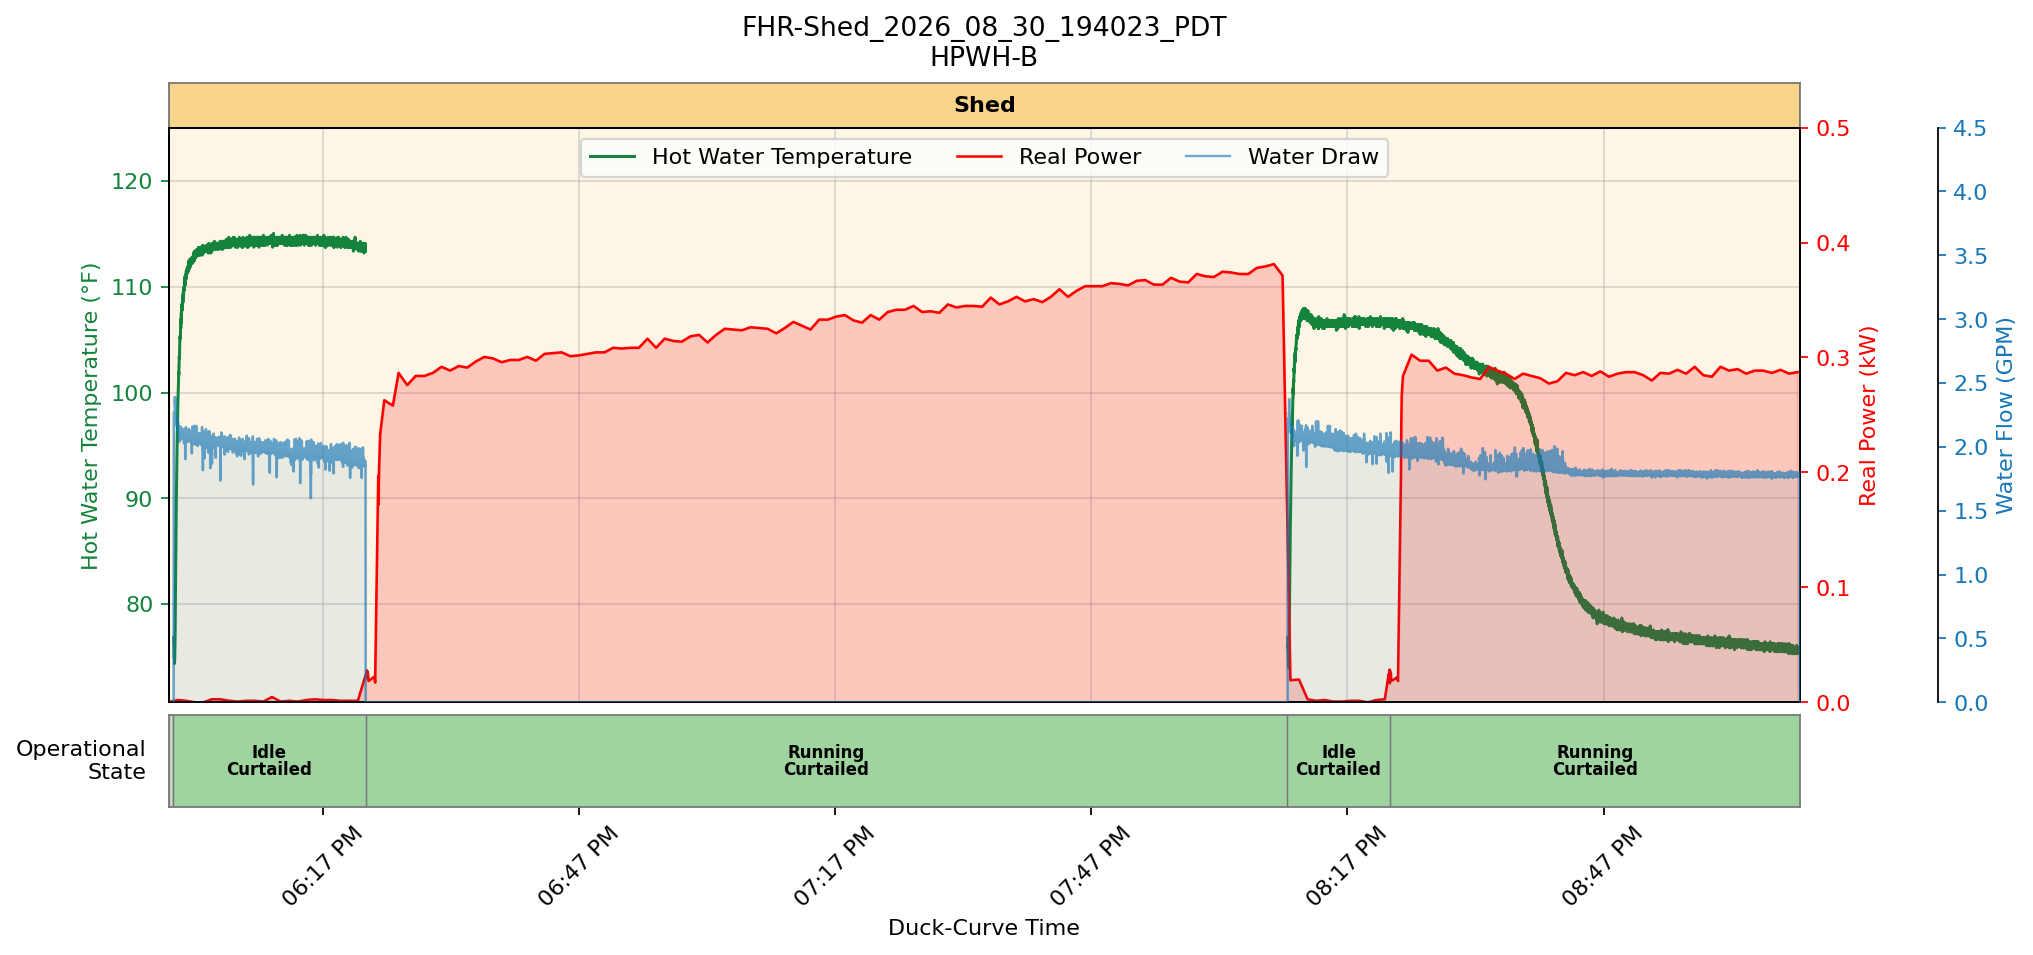 FHR-Shed_2026_08_30_194023_PDT
HPWH-B
Shed
Hot Water Temperature
Real Power
Water Draw
Hot Water Temperature (°F)
120
110
100
90
80
0.5
0.4
0.3
0.2
0.1
0.0
Real Power (kW)
4.5
4.0
3.5
3.0
2.5
2.0
1.5
1.0
0.5
0.0
Water Flow (GPM)
Operational
State
Idle
Curtailed
Running
Curtailed
Idle
Curtailed
Running
Curtailed
06:17 PM
06:47 PM
07:17 PM
07:47 PM
08:17 PM
08:47 PM
Duck-Curve Time